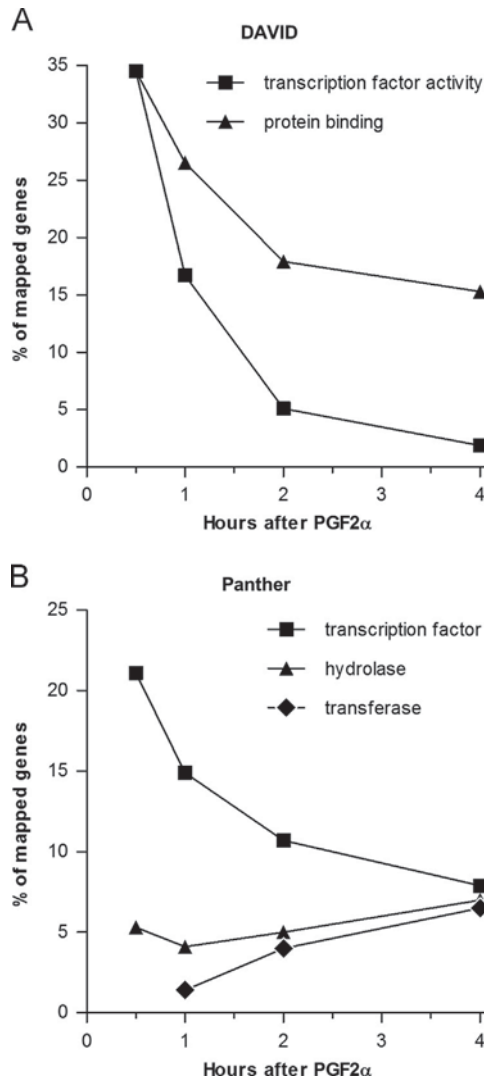 A
DAVID
35
30
25
20
15
10
5
0
% of mapped genes
transcription factor activity
protein binding
0 1 2 3 4
Hours after PGF2α
B
Panther
25
20
15
10
5
0
% of mapped genes
transcription factor
hydrolase
transferase
0 1 2 3 4
Hours after PGF2α